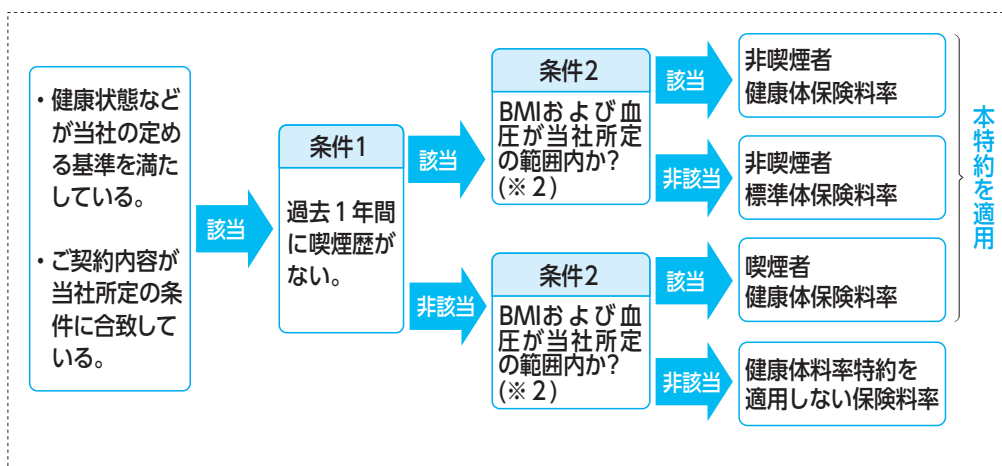 ・健康状態など
が当社の定め
る基準を満た
している。
・ご契約内容が
当社所定の条
件に合致して
いる。
該当
条件1
過去1年間
に喫煙歴が
ない。
該当
条件2
BMIおよび血
圧が当社所定
の範囲内か?
(※2)
該当
非喫煙者
健康体保険料率
非該当
非喫煙者
標準体保険料率
非該当
条件2
BMIおよび血
圧が当社所定
の範囲内か?
(※2)
該当
喫煙者
健康体保険料率
非該当
健康体料率特約を
適用しない保険料率
本特約を適用